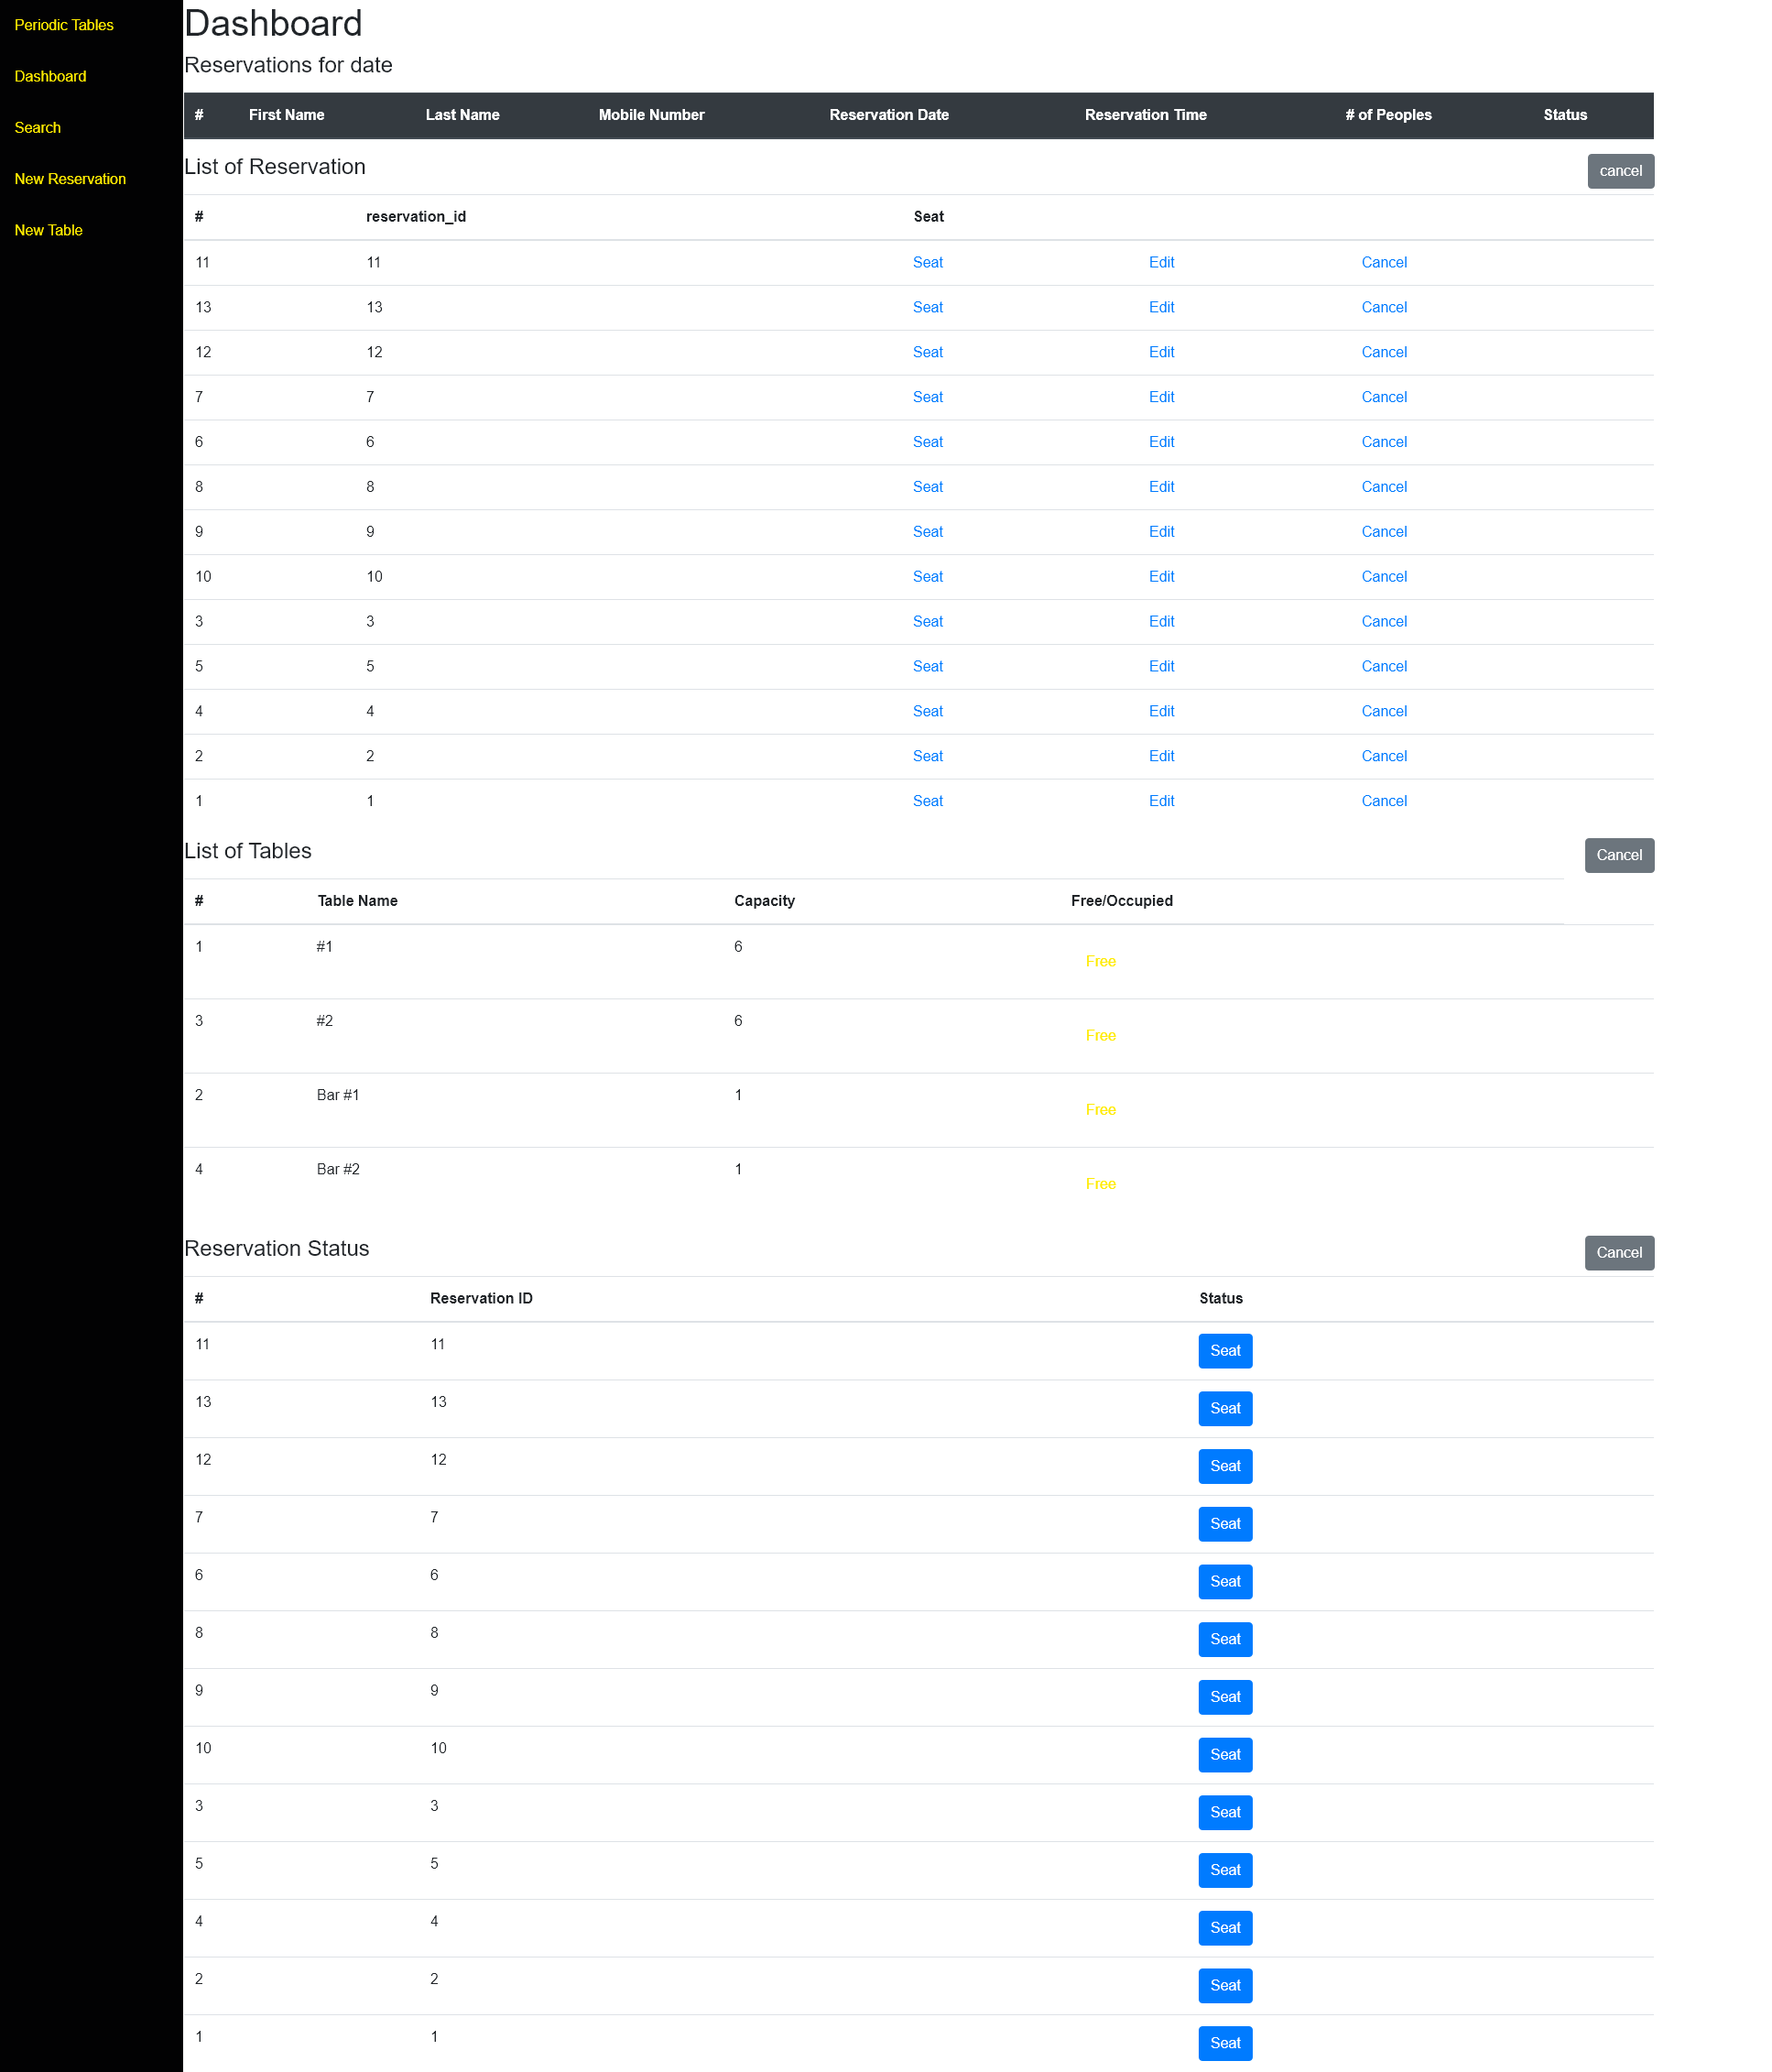 Periodic Tables
Dashboard
Search
New Reservation
New Table
Dashboard
Reservations for date
# First Name Last Name Mobile Number Reservation Date Reservation Time # of Peoples Status
List of Reservation cancel
# reservation_id Seat
11 11 Seat Edit Cancel
13 13 Seat Edit Cancel
12 12 Seat Edit Cancel
7 7 Seat Edit Cancel
6 6 Seat Edit Cancel
8 8 Seat Edit Cancel
9 9 Seat Edit Cancel
10 10 Seat Edit Cancel
3 3 Seat Edit Cancel
5 5 Seat Edit Cancel
4 4 Seat Edit Cancel
2 2 Seat Edit Cancel
1 1 Seat Edit Cancel
List of Tables Cancel
# Table Name Capacity Free/Occupied
1 #1 6 Free
3 #2 6 Free
2 Bar #1 1 Free
4 Bar #2 1 Free
Reservation Status Cancel
# Reservation ID Status
11 11 Seat
13 13 Seat
12 12 Seat
7 7 Seat
6 6 Seat
8 8 Seat
9 9 Seat
10 10 Seat
3 3 Seat
5 5 Seat
4 4 Seat
2 2 Seat
1 1 Seat